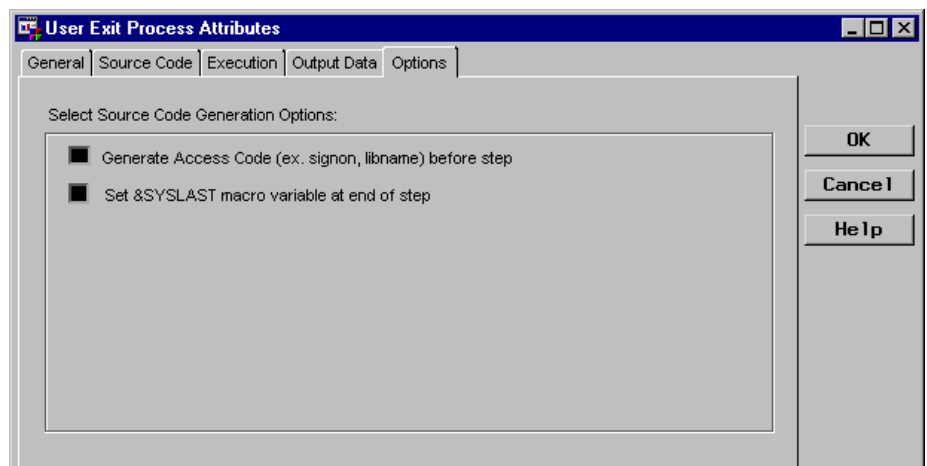 User Exit Process Attributes
General Source Code Execution Output Data Options
Select Source Code Generation Options:
Generate Access Code (ex. signon, libname) before step
Set &SYSLAST macro variable at end of step
OK
Cancel
Help